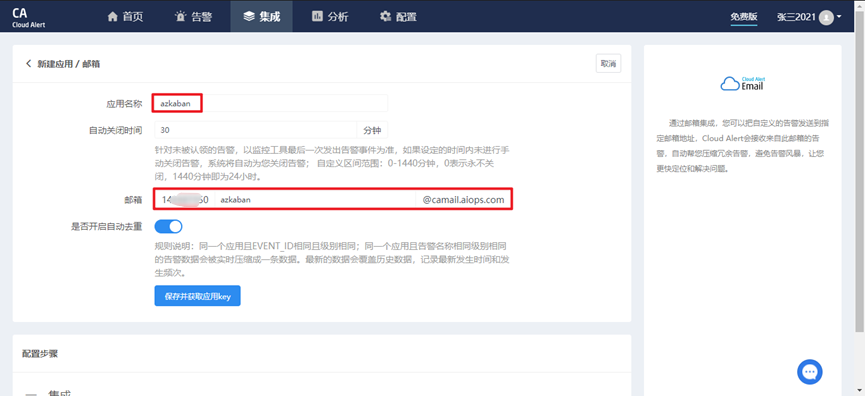 CA
Cloud Alert
首页
告警
集成
分析
配置
免费版
张三2021
新建应用 / 邮箱
取消
应用名称
azkaban
自动关闭时间
30
分钟
针对未被认领的告警，以监控工具最后一次发出告警事件为准，如果设定的时间内未进行手
动关闭告警，系统将自动为您关闭告警； 自定义区间范围：0-1440分钟，0表示永不关
闭，1440分钟即为24小时。
邮箱
azkaban
@camail.aiops.com
是否开启自动去重
规则说明：同一个应用且EVENT_ID相同且级别相同；同一个应用且告警名称相同级别相同
的告警数据会被实时压缩成一条数据。最新的数据会覆盖历史数据，记录最新发生时间和发
生频次。
保存并获取应用key
配置步骤
一 集成
Cloud Alert
Email
通过邮箱集成，您可以把自定义的告警发送到指
定邮箱地址，Cloud Alert会接收来自此邮箱的告
警，自动帮您压缩冗余告警，避免告警风暴，让您
更快定位和解决问题。